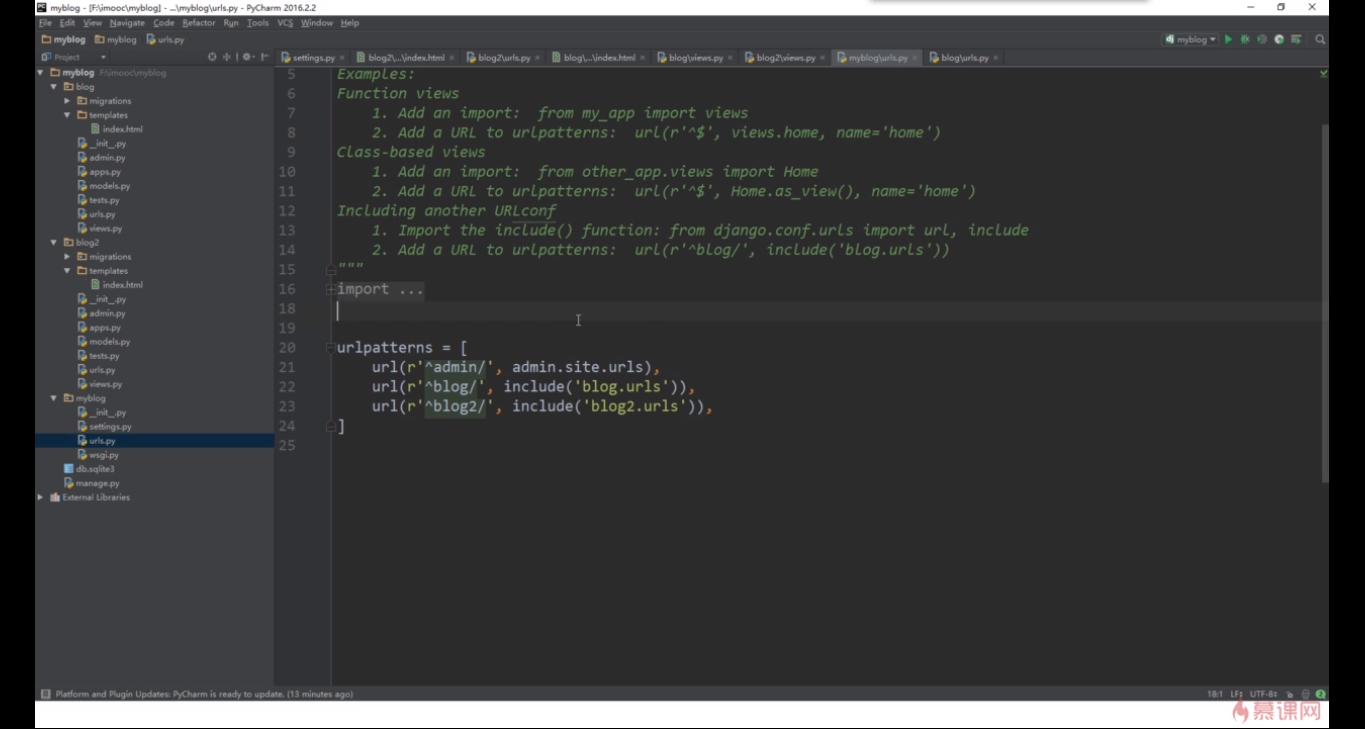 myblog - [F:\imooc\myblog] - ...\myblog\urls.py - PyCharm 2016.2.2
File Edit View Navigate Code Refactor Run Tools VCS Window Help
myblog myblog urls.py myblog
Project
settings.py blog2\...\index.html blog2\urls.py blog\...\index.html blog\views.py blog2\views.py myblog\urls.py blog\urls.py
myblog F:\imooc\myblog
blog
migrations
templates
index.html
__init__.py
admin.py
apps.py
models.py
tests.py
urls.py
views.py
blog2
migrations
templates
index.html
__init__.py
admin.py
apps.py
models.py
tests.py
urls.py
views.py
myblog
__init__.py
settings.py
urls.py
wsgi.py
db.sqlite3
manage.py
External Libraries
5 Examples:
6 Function views
7 1. Add an import: from my_app import views
8 2. Add a URL to urlpatterns: url(r'^$', views.home, name='home')
9 Class-based views
10 1. Add an import: from other_app.views import Home
11 2. Add a URL to urlpatterns: url(r'^$', Home.as_view(), name='home')
12 Including another URLconf
13 1. Import the include() function: from django.conf.urls import url, include
14 2. Add a URL to urlpatterns: url(r'^blog/', include('blog.urls'))
15 """
16 import ...
18
19
20 urlpatterns = [
21 url(r'^admin/', admin.site.urls),
22 url(r'^blog/', include('blog.urls')),
23 url(r'^blog2/', include('blog2.urls')),
24 ]
25
Platform and Plugin Updates: PyCharm is ready to update. (13 minutes ago) 18:1 LF UTF-8 2
慕课网